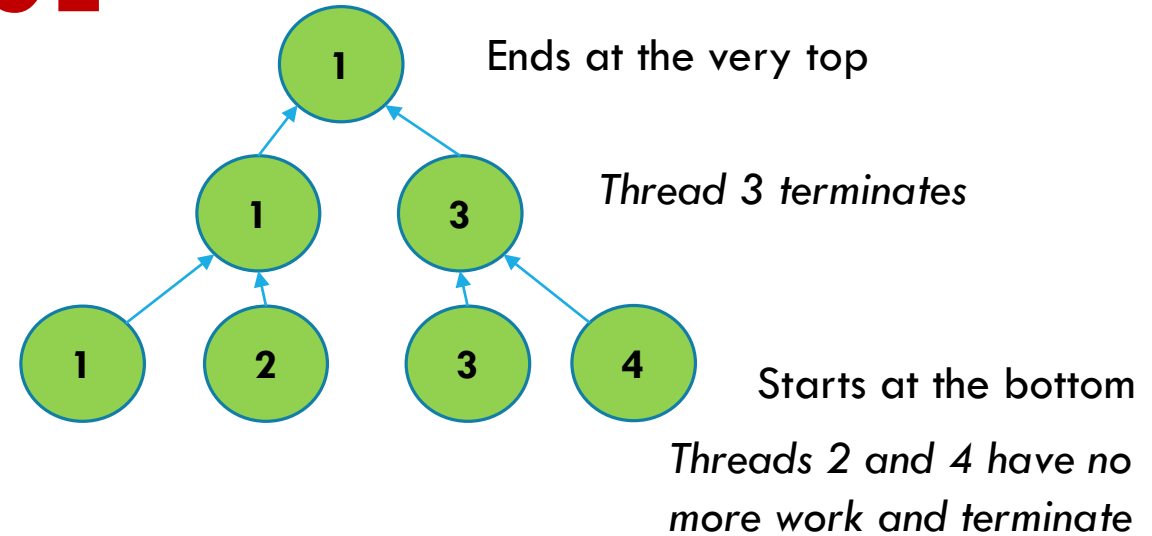 1
Ends at the very top
1
3
Thread 3 terminates
1
2
3
4
Starts at the bottom
Threads 2 and 4 have no
more work and terminate